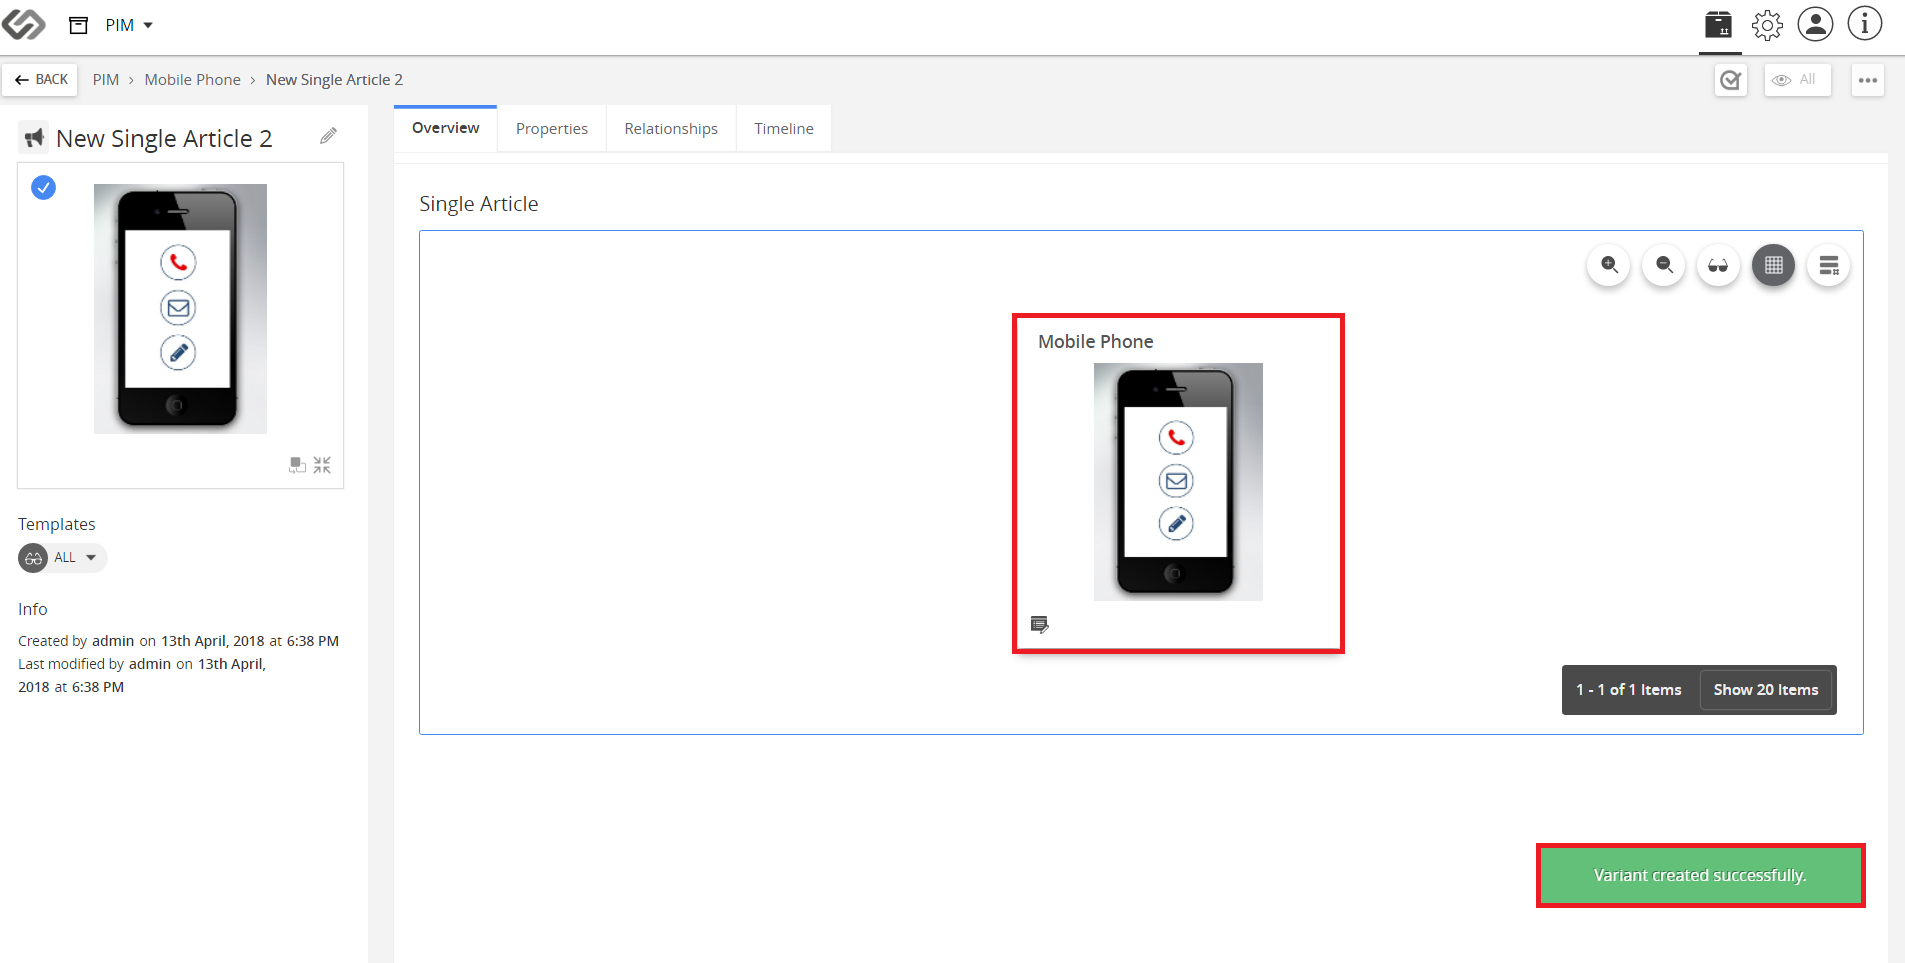 PIM
BACK
PIM › Mobile Phone › New Single Article 2
All
New Single Article 2
Overview
Properties
Relationships
Timeline
Single Article
Mobile Phone
1 - 1 of 1 Items
Show 20 Items
Templates
ALL
Info
Created by admin on 13th April, 2018 at 6:38 PM
Last modified by admin on 13th April,
2018 at 6:38 PM
Variant created successfully.